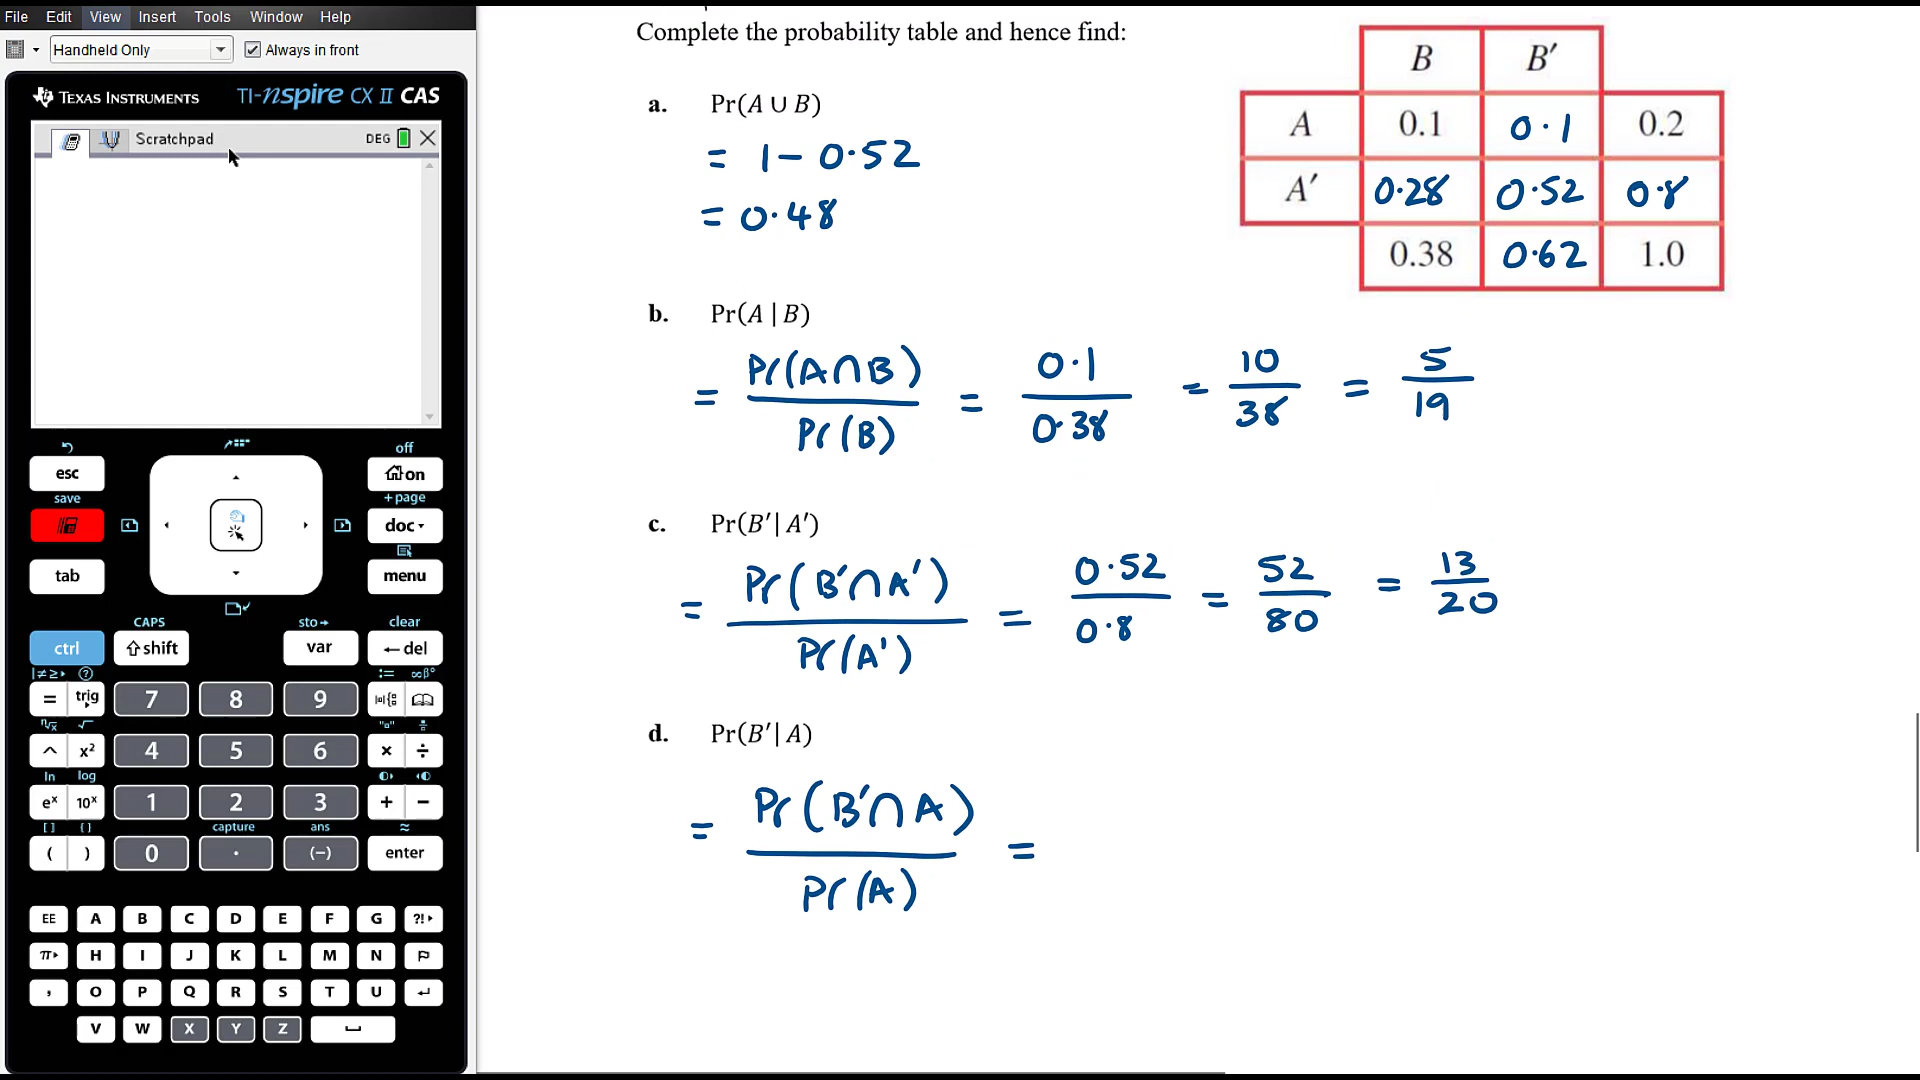 File Edit View Insert Tools Window Help
Handheld Only
Always in front
TEXAS INSTRUMENTS TI-nspire CX II CAS
Scratchpad DEG
off
esc on
save + page
doc
tab menu
CAPS sto→ clear
ctrl shift var ← del
|≠≥▸ ? := ∞β°
= trig 7 8 9
ⁿ√x √ "□"
^ x² 4 5 6 × ÷
ln log
eˣ 10ˣ 1 2 3 + −
[ ] { } capture ans ≈
( ) 0 . (−) enter
EE A B C D E F G ?!▸
π▸ H I J K L M N
, O P Q R S T U ↵
V W X Y Z
Complete the probability table and hence find:
B B′
A 0.1 0·1 0.2
A′ 0·28 0·52 0·8
0.38 0·62 1.0
a. Pr(A ∪ B)
= 1 − 0·52
= 0·48
b. Pr(A | B)
= Pr(A∩B) / Pr(B) = 0·1 / 0·38 = 10 / 38 = 5 / 19
c. Pr(B′| A′)
= Pr(B′∩A′) / Pr(A′) = 0·52 / 0·8 = 52 / 80 = 13 / 20
d. Pr(B′| A)
= Pr(B′∩A) / Pr(A) =